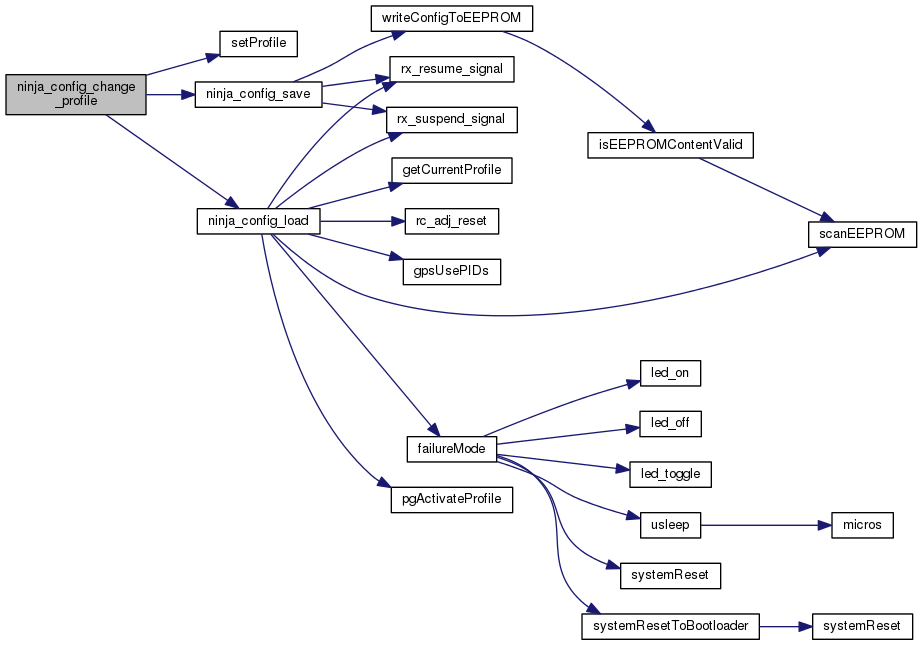 writeConfigToEEPROM
setProfile
rx_resume_signal
ninja_config_change
_profile
ninja_config_save
rx_suspend_signal
isEEPROMContentValid
getCurrentProfile
ninja_config_load
rc_adj_reset
scanEEPROM
gpsUsePIDs
led_on
led_off
failureMode
led_toggle
pgActivateProfile
usleep
micros
systemReset
systemResetToBootloader
systemReset